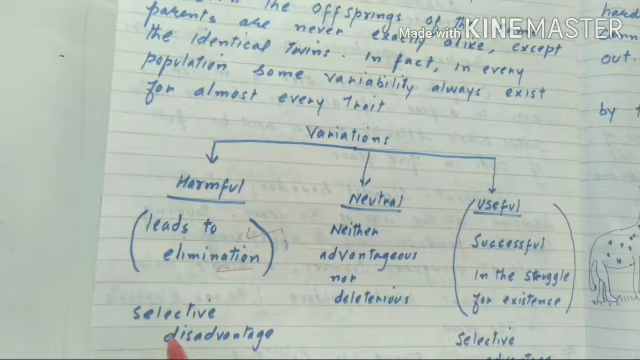 the offsprings of the
parents are never exactly alike, except
the identical twins. In fact, in every
population some variability always exist
for almost every trait
Variations
Harmful
(leads to
elimination)
Selective
disadvantage
Neutral
Neither
advantageous
nor
deleterious
(Useful
Successful
in the struggle
for existence)
Selective
Made with KINEMASTER
out.
by